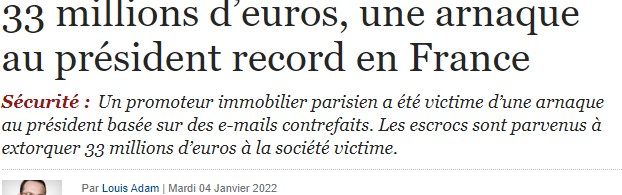 33 millions d’euros, une arnaque
au président record en France
Sécurité : Un promoteur immobilier parisien a été victime d’une arnaque
au président basée sur des e-mails contrefaits. Les escrocs sont parvenus à
extorquer 33 millions d’euros à la société victime.
Par Louis Adam | Mardi 04 Janvier 2022